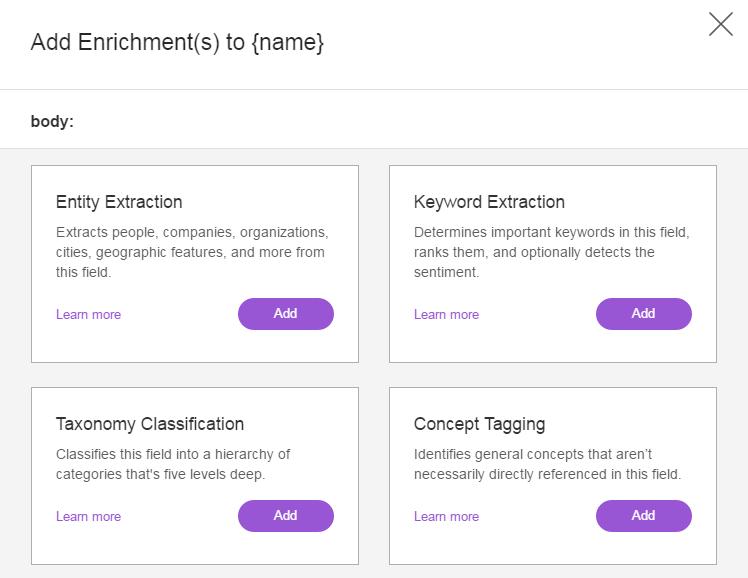 Add Enrichment(s) to {name}
body:
Entity Extraction
Extracts people, companies, organizations,
cities, geographic features, and more from
this field.
Learn more
Add
Keyword Extraction
Determines important keywords in this field,
ranks them, and optionally detects the
sentiment.
Learn more
Add
Taxonomy Classification
Classifies this field into a hierarchy of
categories that's five levels deep.
Learn more
Add
Concept Tagging
Identifies general concepts that aren’t
necessarily directly referenced in this field.
Learn more
Add